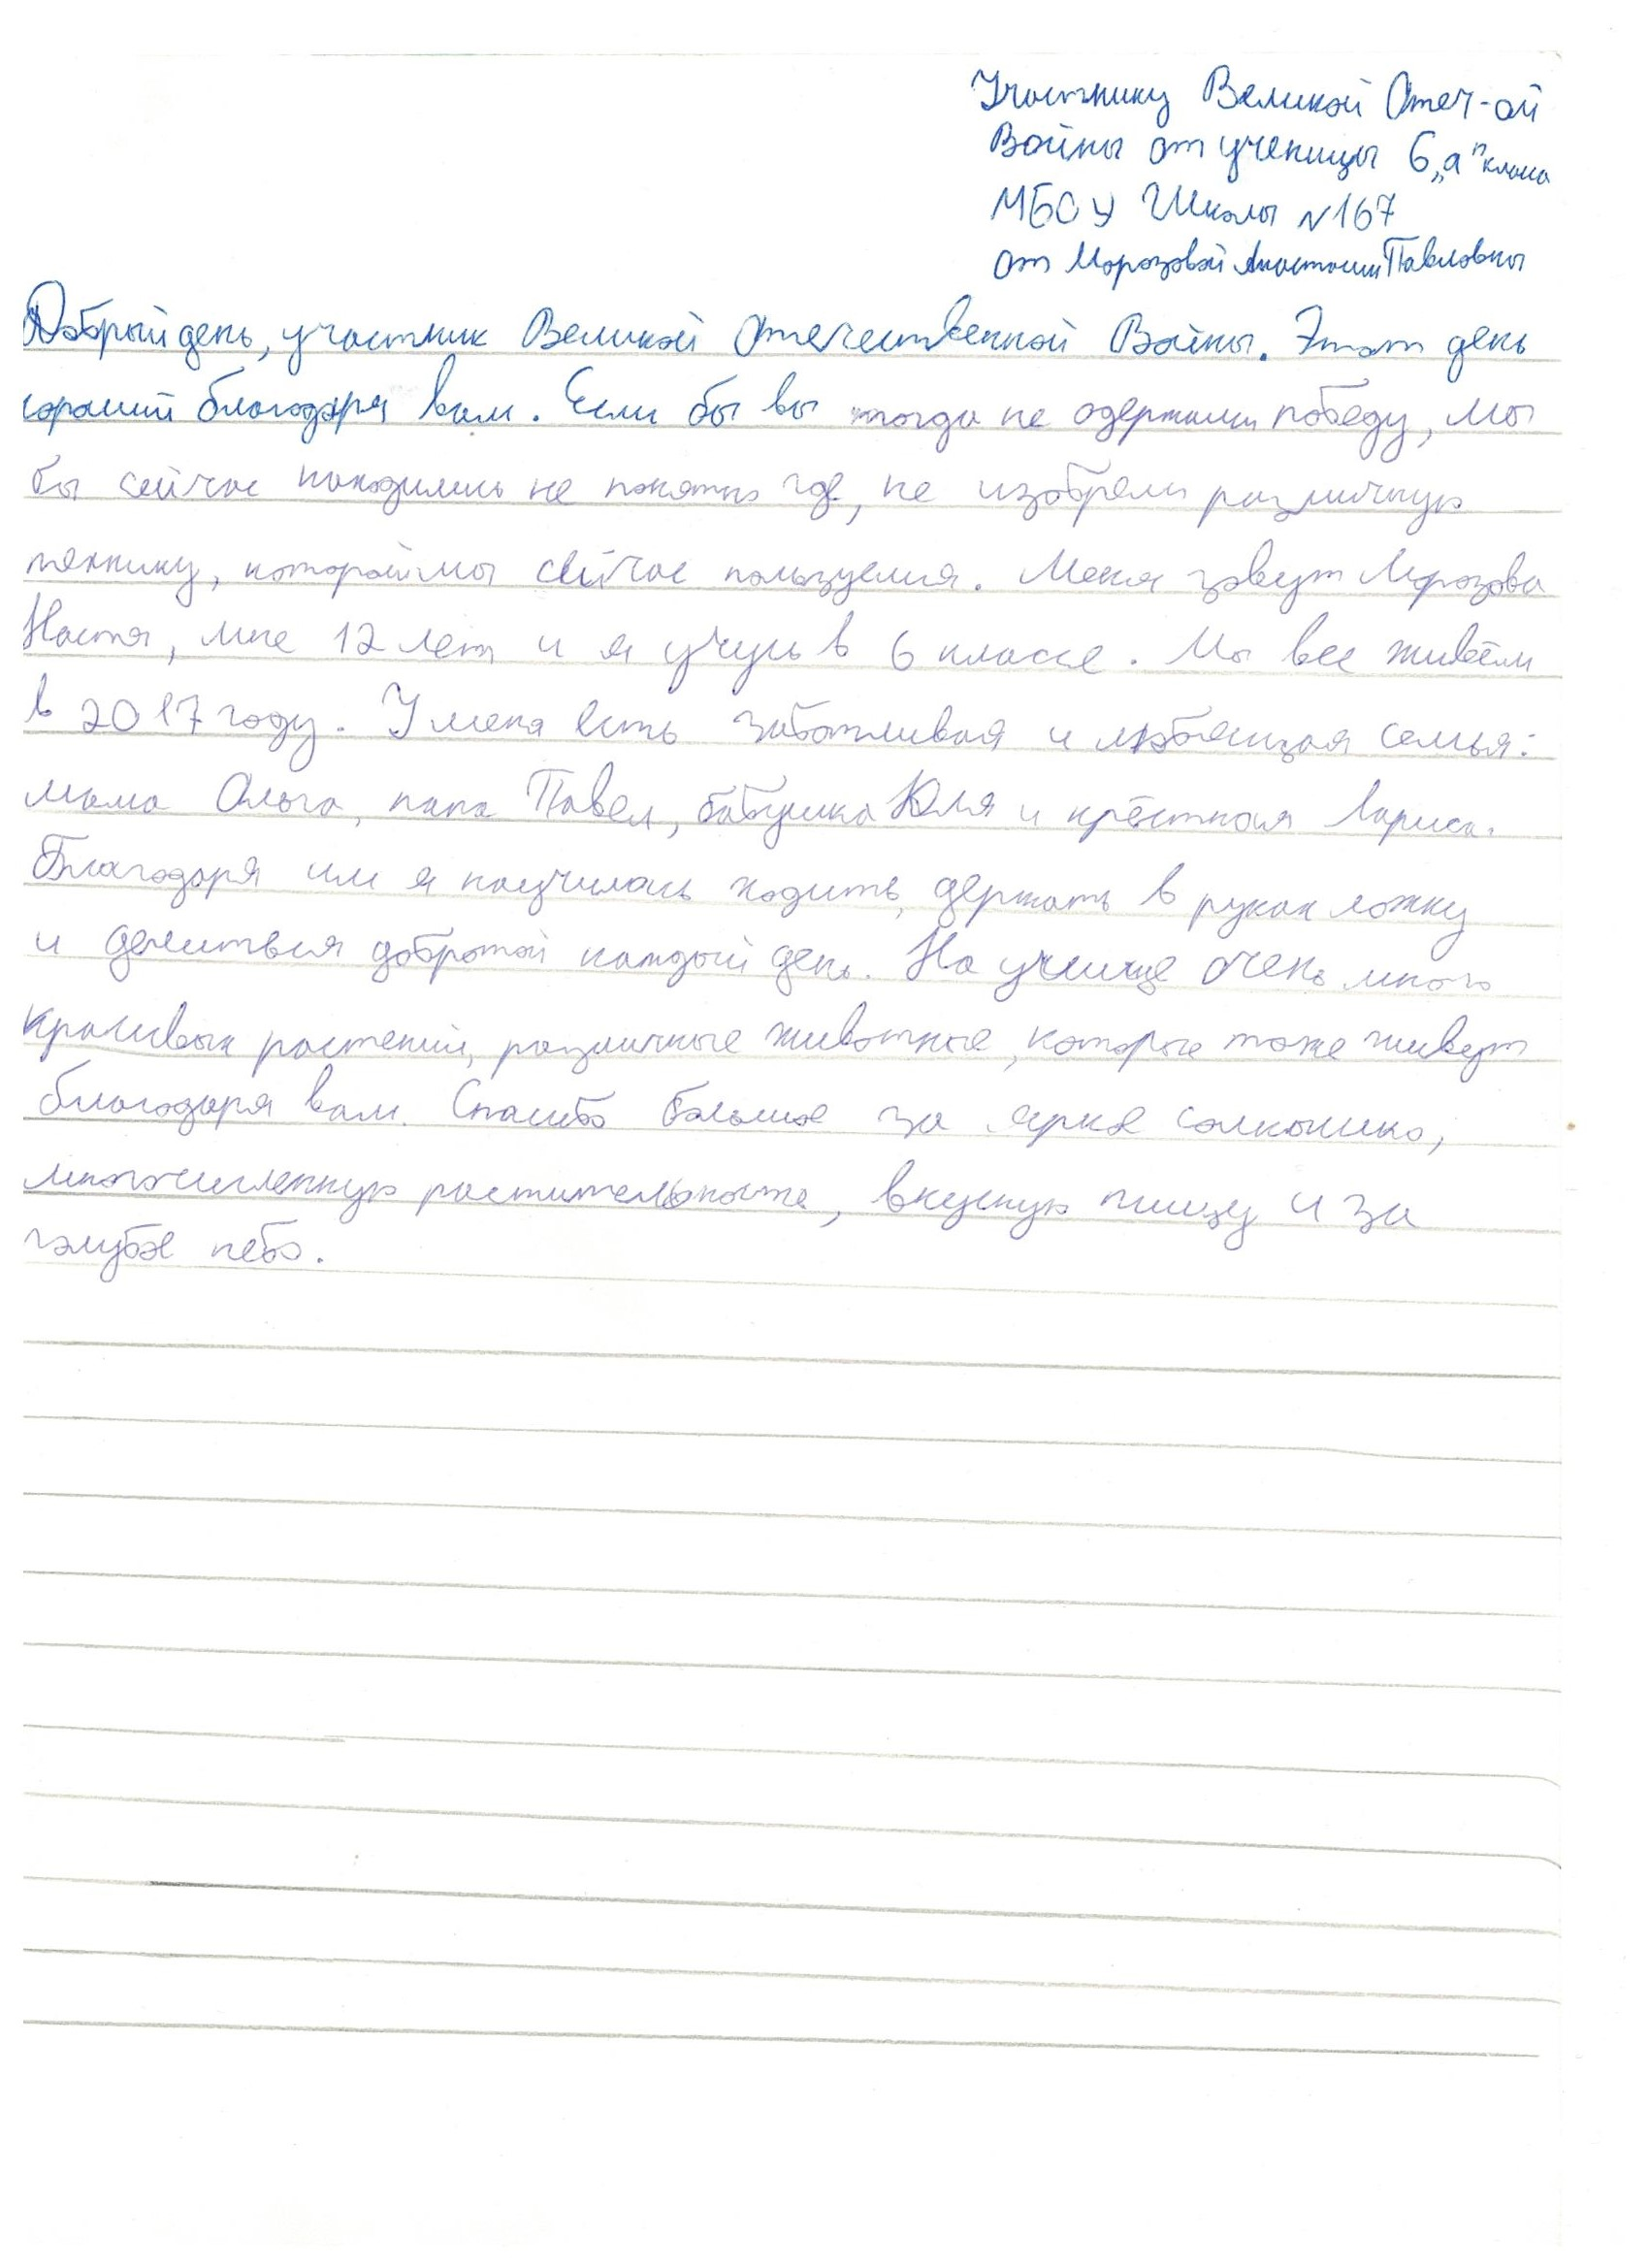 Участнику Великой Отеч-ой
Войны от ученицы 6 „а" класса
МБОУ Школы №167
от Морозовой Анастасии Павловны
Добрый день, участник Великой Отечественной Войны. Этот день
хороший благодаря вам. Если бы вы тогда не одержали победу, мы
бы сейчас находились не понятно где, не изобрели различную
технику, которой мы сейчас пользуемся. Меня зовут Морозова
Настя, мне 12 лет и я учусь в 6 классе. Мы все живём
в 2017 году. У меня есть заботливая и любящая семья:
мама Ольга, папа Павел, бабушка Юля и крёстная Лариса.
Благодаря им я научилась ходить, держать в руках ложку
и делиться добротой каждый день. На улице очень много
красивых растений, различные животные, которые тоже живут
благодаря вам. Спасибо большое за яркое солнышко,
многочисленную растительность, вкусную пищу и за
голубое небо.